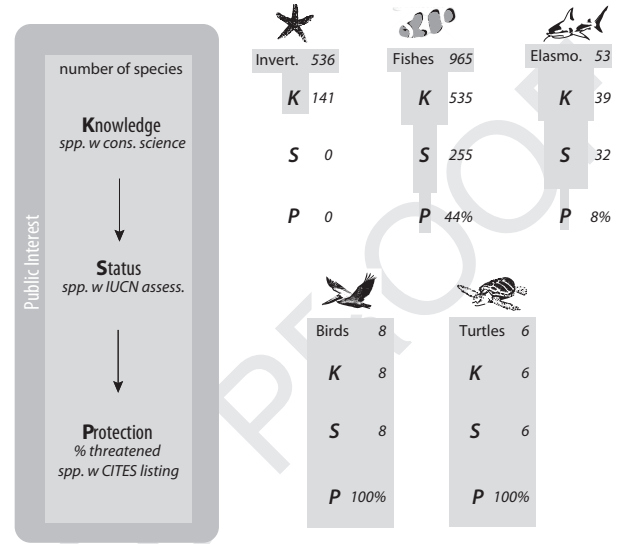 Public Interest
number of species
Knowledge
spp. w cons. science
Status
spp. w IUCN assess.
Protection
% threatened
spp. w CITES listing
Invert. 536
K 141
S 0
P 0
Fishes 965
K 535
S 255
P 44%
Elasmo. 53
K 39
S 32
P 8%
Birds 8
K 8
S 8
P 100%
Turtles 6
K 6
S 6
P 100%
PROOF